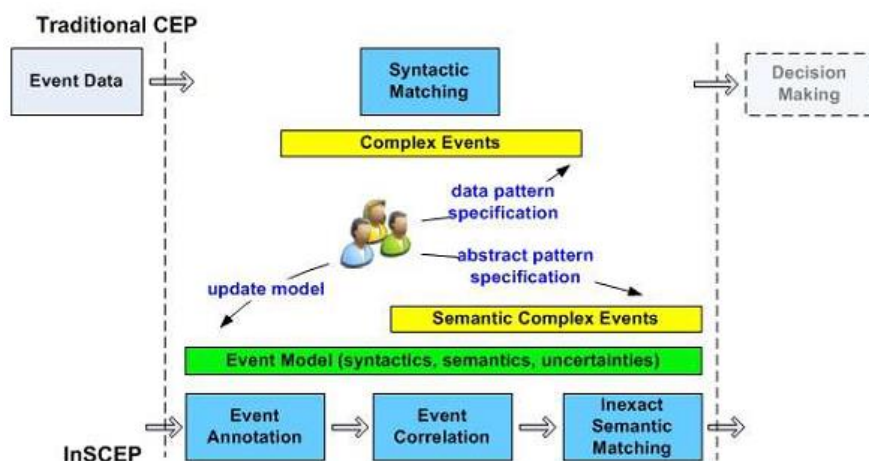 Traditional CEP
Event Data
Syntactic
Matching
Decision
Making
Complex Events
data pattern
specification
abstract pattern
specification
update model
Semantic Complex Events
Event Model (syntactics, semantics, uncertainties)
Event
Annotation
Event
Correlation
Inexact
Semantic
Matching
InSCEP